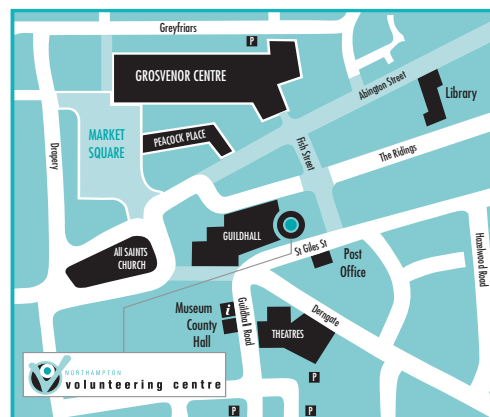 Greyfriars
P
GROSVENOR CENTRE
Abington Street
Library
MARKET
SQUARE
PEACOCK PLACE
Fish Street
The Ridings
Drapery
GUILDHALL
St Giles St
Post
Office
Hazelwood Road
All SAINTS
CHURCH
Museum
County
Hall
i
Guildhall Road
THEATRES
Derngate
NORTHAMPTON
volunteering centre
P
P
P